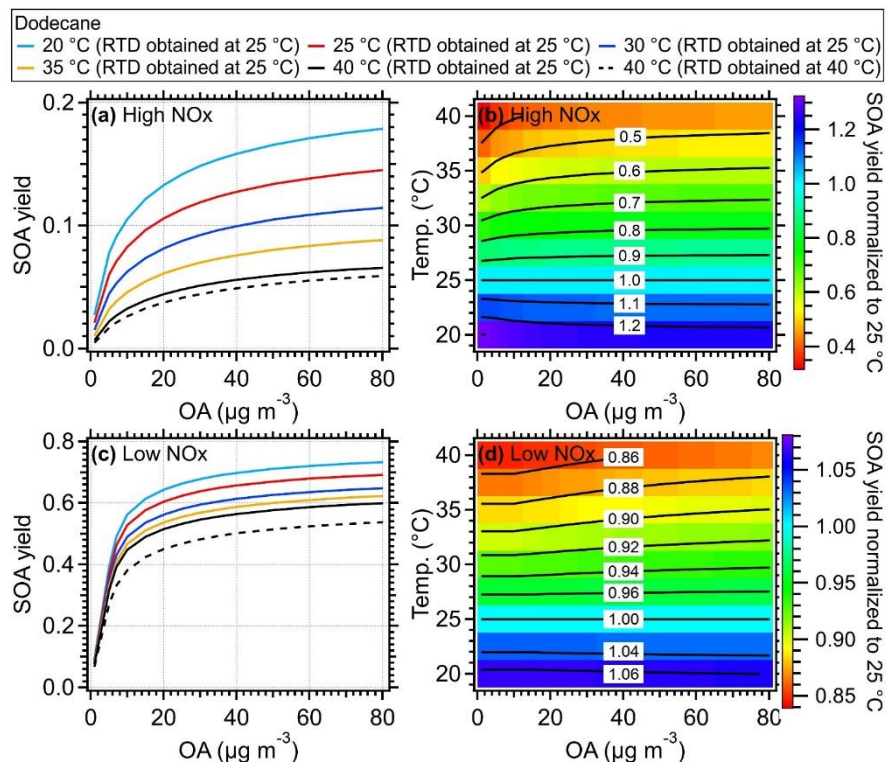 Dodecane
20 °C (RTD obtained at 25 °C) 25 °C (RTD obtained at 25 °C) 30 °C (RTD obtained at 25 °C)
35 °C (RTD obtained at 25 °C) 40 °C (RTD obtained at 25 °C) 40 °C (RTD obtained at 40 °C)
(a) High NOx
SOA yield
0.2
0.1
0.0
0 20 40 60 80
OA (µg m⁻³)
(b) High NOx
Temp. (°C)
40
35
30
25
20
0.5
0.6
0.7
0.8
0.9
1.0
1.1
1.2
0 20 40 60 80
OA (µg m⁻³)
1.2
1.0
0.8
0.6
0.4
SOA yield normalized to 25 °C
(c) Low NOx
SOA yield
0.8
0.6
0.4
0.2
0.0
0 20 40 60 80
OA (µg m⁻³)
(d) Low NOx
Temp. (°C)
40
35
30
25
20
0.86
0.88
0.90
0.92
0.94
0.96
1.00
1.04
1.06
0 20 40 60 80
OA (µg m⁻³)
1.05
1.00
0.95
0.90
0.85
SOA yield normalized to 25 °C